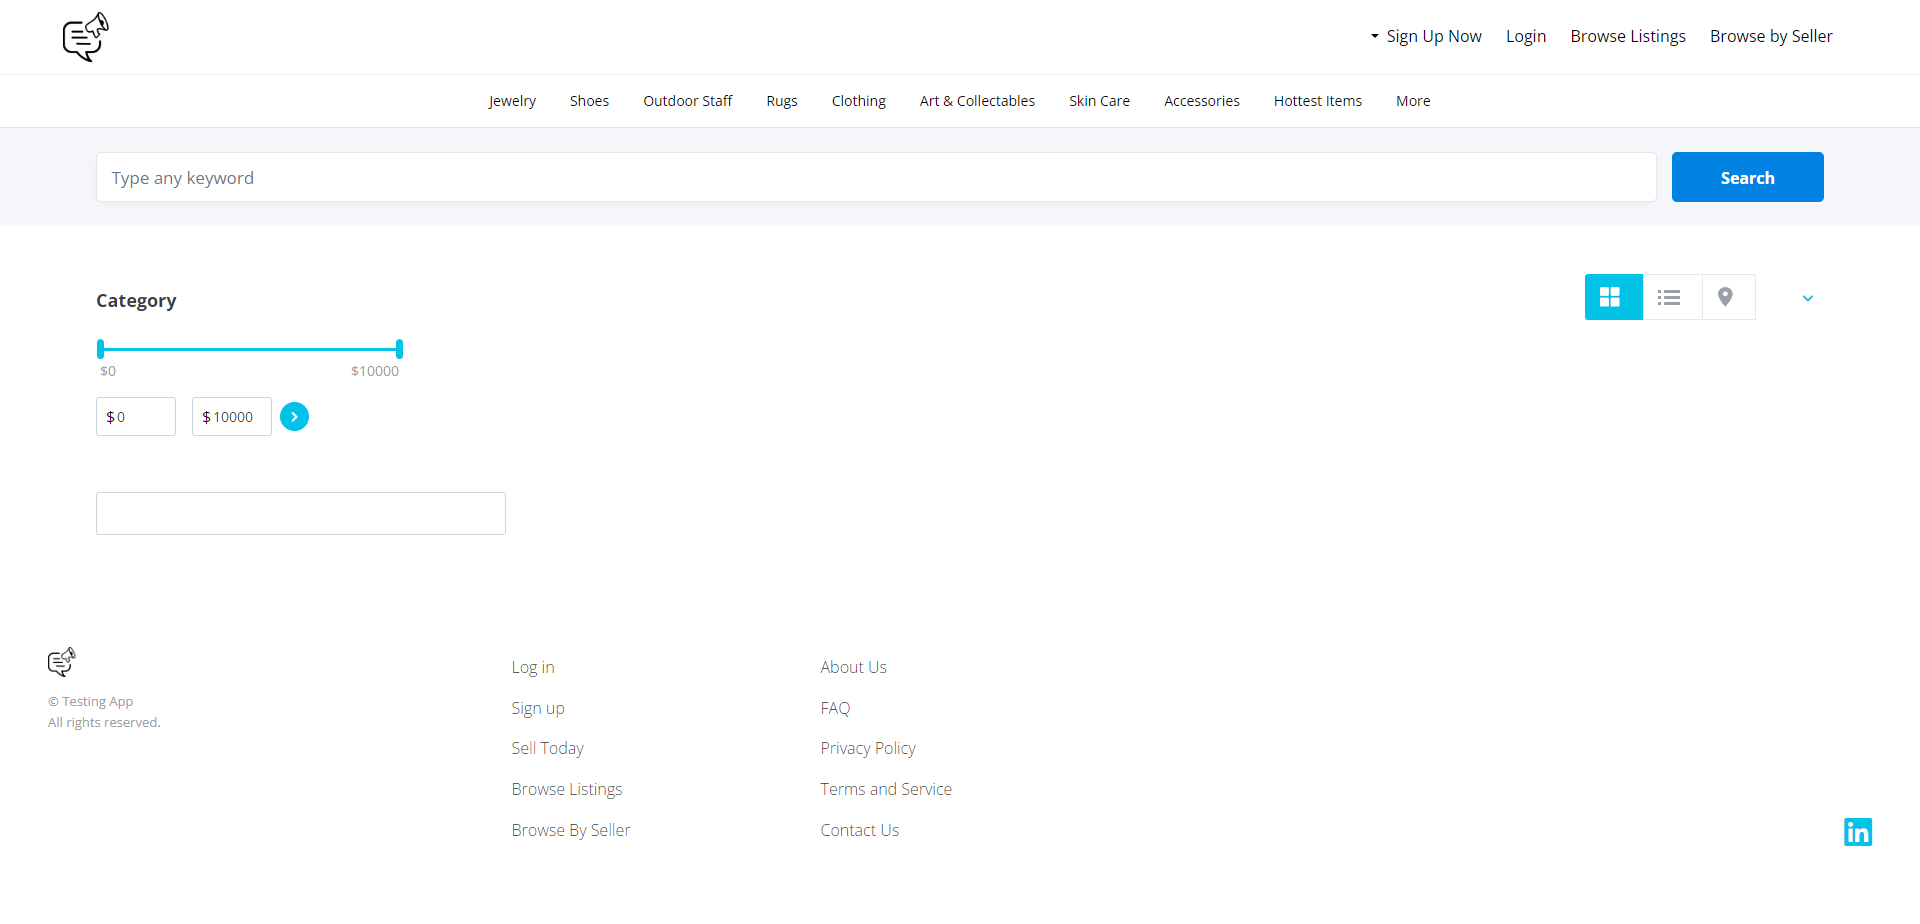 Sign Up Now Login Browse Listings Browse by Seller
Jewelry Shoes Outdoor Staff Rugs Clothing Art & Collectables Skin Care Accessories Hottest Items More
Type any keyword Search
Category
$0 $10000
$ 0 $ 10000
© Testing App
All rights reserved.
Log in
Sign up
Sell Today
Browse Listings
Browse By Seller
About Us
FAQ
Privacy Policy
Terms and Service
Contact Us
in